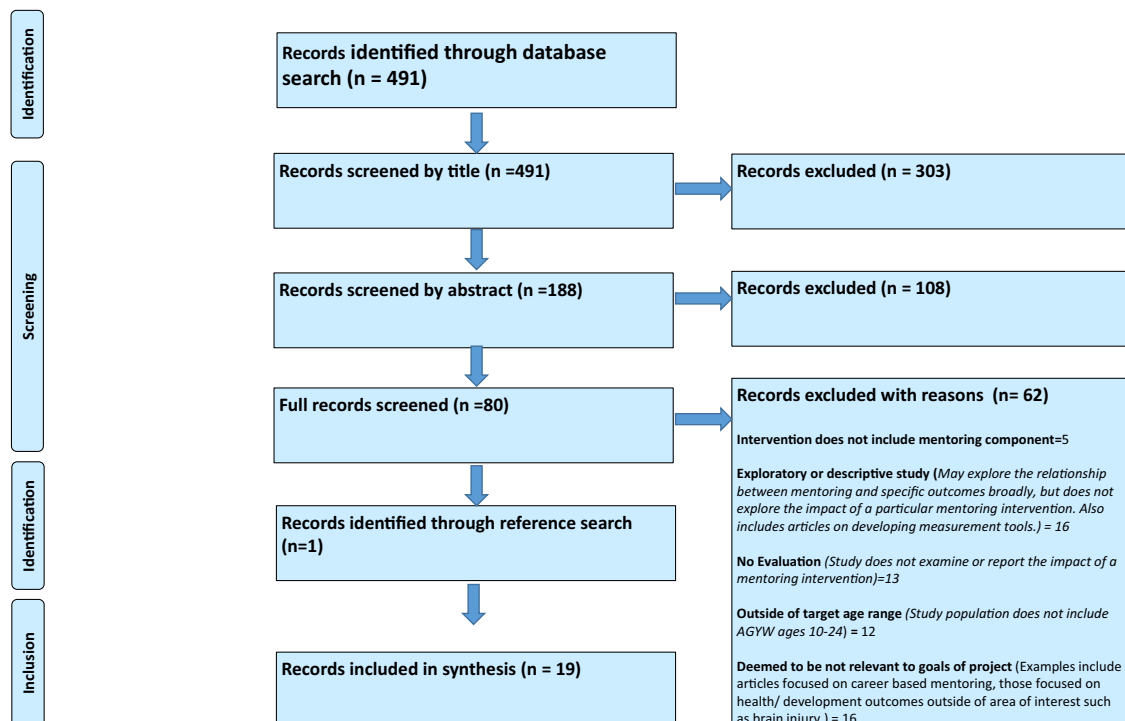 Identification
Records identified through database
search (n = 491)
Screening
Records screened by title (n =491)
Records excluded (n = 303)
Records screened by abstract (n =188)
Records excluded (n = 108)
Full records screened (n =80)
Records excluded with reasons (n= 62)
Intervention does not include mentoring component=5
Exploratory or descriptive study (May explore the relationship
between mentoring and specific outcomes broadly, but does not
explore the impact of a particular mentoring intervention. Also
includes articles on developing measurement tools.) = 16
No Evaluation (Study does not examine or report the impact of a
mentoring intervention)=13
Outside of target age range (Study population does not include
AGYW ages 10-24) = 12
Deemed to be not relevant to goals of project (Examples include
articles focused on career based mentoring, those focused on
health/ development outcomes outside of area of interest such
as brain injury.) = 16
Identification
Records identified through reference search
(n=1)
Inclusion
Records included in synthesis (n = 19)